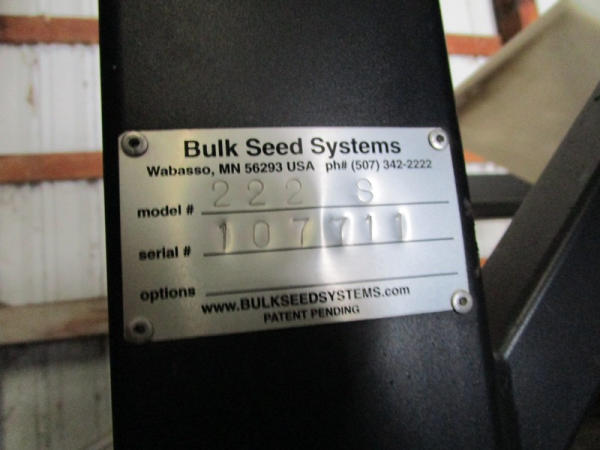 Bulk Seed Systems
Wabasso, MN 56293 USA ph# (507) 342-2222
model # 222 S
serial # 107711
options
www.BULKSEEDSYSTEMS.com
PATENT PENDING